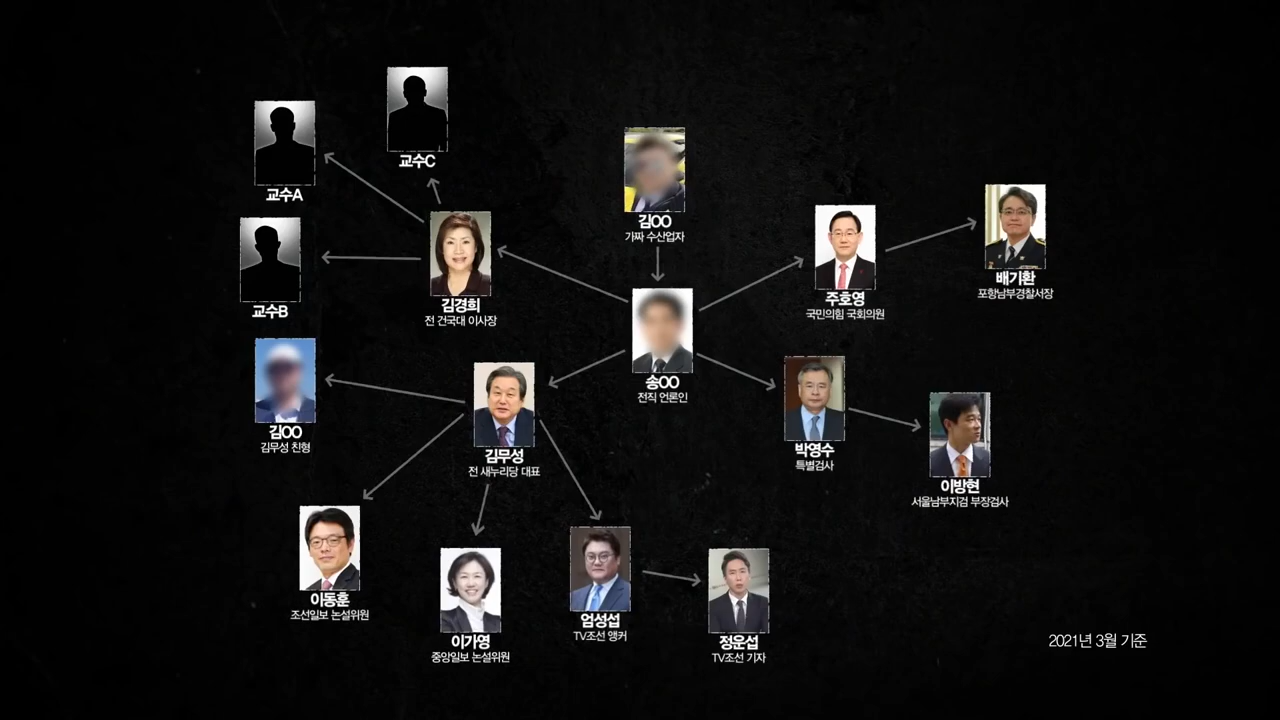 교수C
교수A
김OO
가짜 수산업자
배기환
포항남부경찰서장
김경희
전 건국대 이사장
주호영
국민의힘 국회의원
교수B
송OO
전직 언론인
김OO
김무성 친형
김무성
전 새누리당 대표
박영수
특별검사
이방현
서울남부지검 부장검사
이동훈
조선일보 논설위원
이가영
중앙일보 논설위원
엄성섭
TV조선 앵커
정운섭
TV조선 기자
2021년 3월 기준